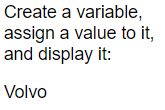 Create a variable,
assign a value to it,
and display it:
Volvo